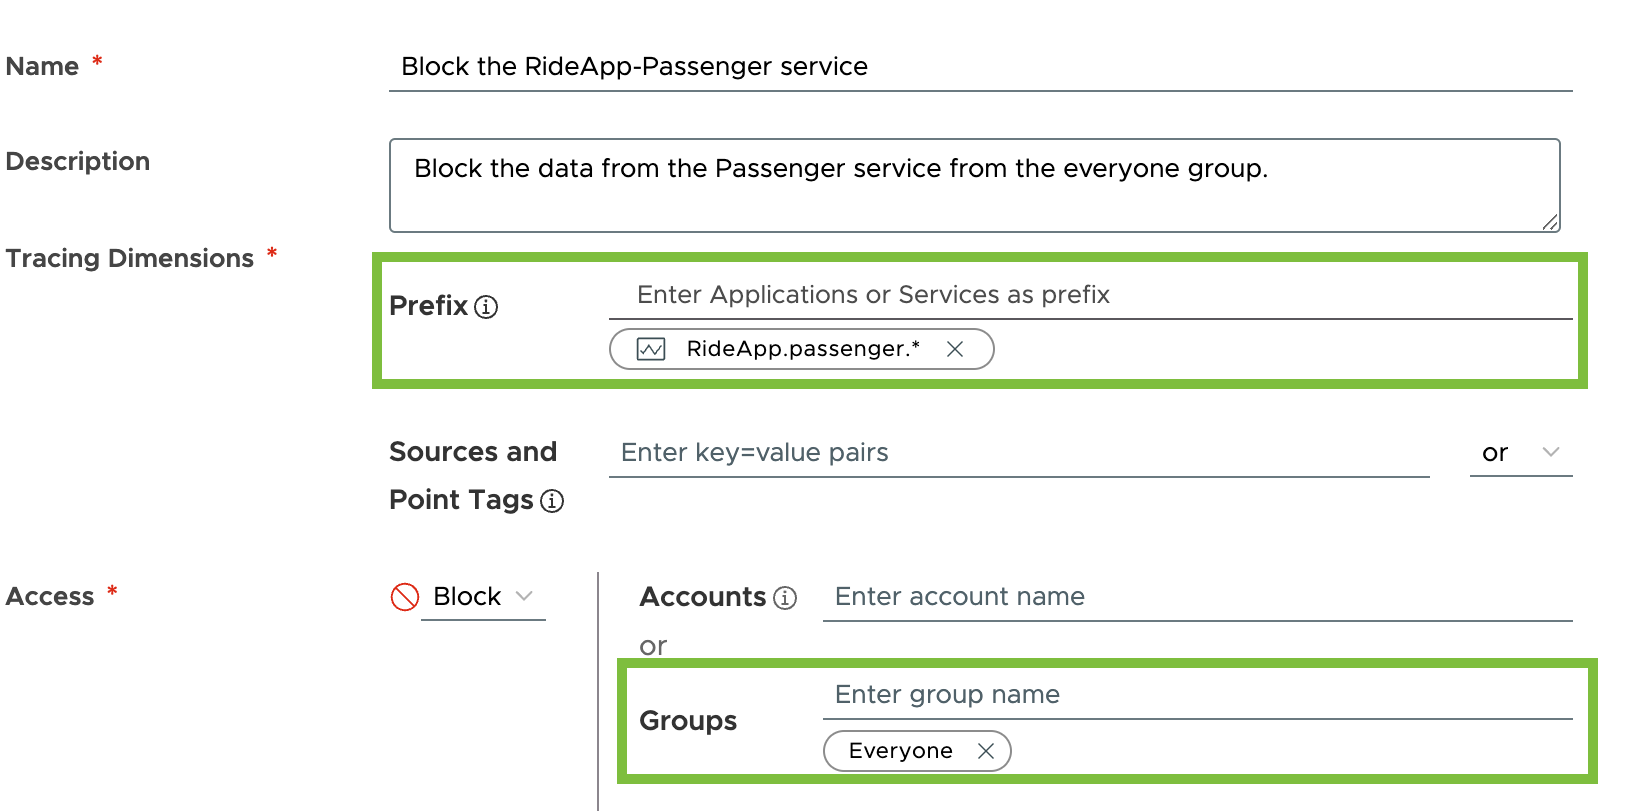 Name *
Block the RideApp-Passenger service
Description
Block the data from the Passenger service from the everyone group.
Tracing Dimensions *
Prefix
Enter Applications or Services as prefix
RideApp.passenger.*
Sources and
Point Tags
Enter key=value pairs
or
Access *
Block
Accounts
Enter account name
or
Groups
Enter group name
Everyone